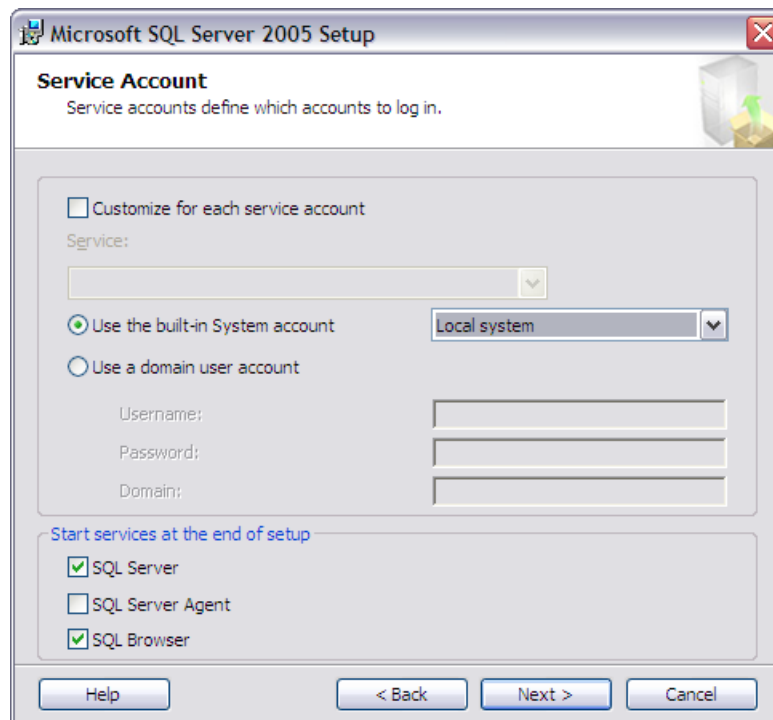 Microsoft SQL Server 2005 Setup
Service Account
Service accounts define which accounts to log in.
Customize for each service account
Service:
Use the built-in System account
Local system
Use a domain user account
Username:
Password:
Domain:
Start services at the end of setup
SQL Server
SQL Server Agent
SQL Browser
Help
< Back
Next >
Cancel